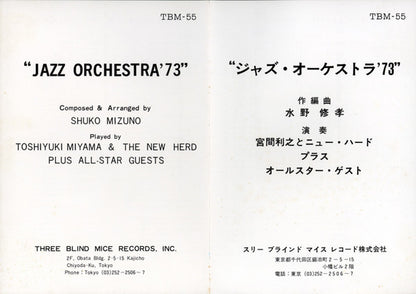 TBM-55
“JAZZ ORCHESTRA'73”
Composed & Arranged by
SHUKO MIZUNO
Played by
TOSHIYUKI MIYAMA & THE NEW HERD
PLUS ALL-STAR GUESTS
THREE BLIND MICE RECORDS, INC.
2F, Obata Bldg. 2-5-15 Kajicho
Chiyoda-Ku, Tokyo
Phone : Tokyo (03)252-2506~7
TBM-55
“ジャズ・オーケストラ'73”
作編曲
水野修孝
演奏
宮間利之とニュー・ハード
プラス
オールスター・ゲスト
スリー ブラインド マイス レコード株式会社
東京都千代田区鍛冶町2-5-15
小幡ビル2階
電話：東京 (03)252-2506~7